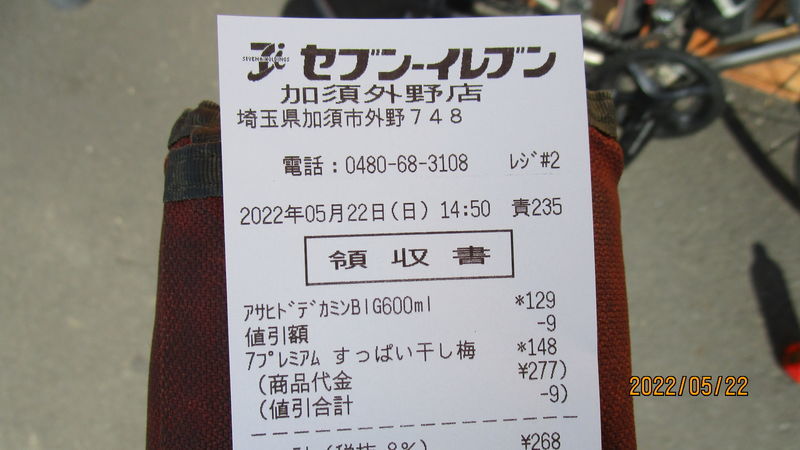 SEVEN&i HOLDINGS
セブン-イレブン
加須外野店
埼玉県加須市外野748
電話:0480-68-3108 ﾚｼﾞ#2
2022年05月22日(日) 14:50 責235
領収書
ｱｻﾋﾄﾞﾃﾞｶﾐﾝBIG600ml *129
値引額 -9
7ﾌﾟﾚﾐｱﾑ すっぱい干し梅 *148
(商品代金 ¥277)
(値引合計 -9)
(税抜 8%) ¥268
2022/05/22